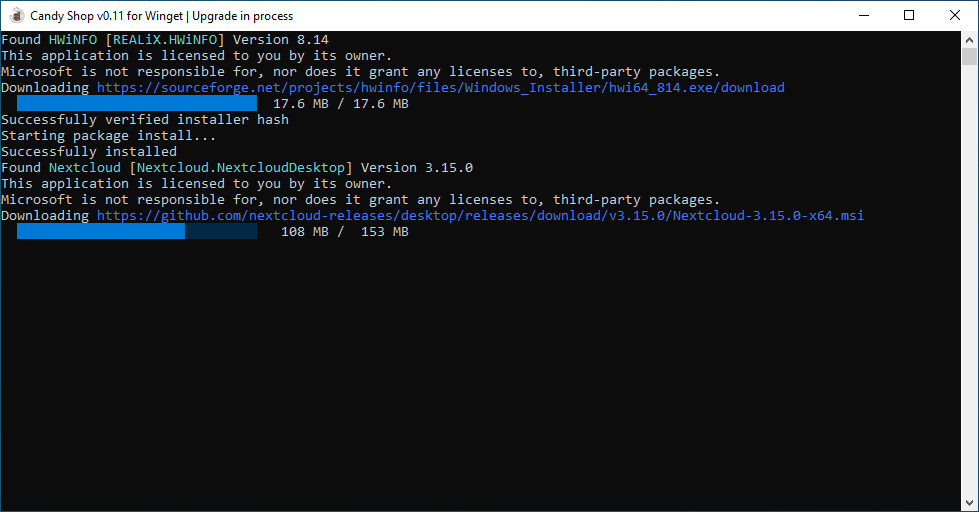 Candy Shop v0.11 for Winget | Upgrade in process
Found HWiNFO [REALiX.HWiNFO] Version 8.14
This application is licensed to you by its owner.
Microsoft is not responsible for, nor does it grant any licenses to, third-party packages.
Downloading https://sourceforge.net/projects/hwinfo/files/Windows_Installer/hwi64_814.exe/download
17.6 MB / 17.6 MB
Successfully verified installer hash
Starting package install...
Successfully installed
Found Nextcloud [Nextcloud.NextcloudDesktop] Version 3.15.0
This application is licensed to you by its owner.
Microsoft is not responsible for, nor does it grant any licenses to, third-party packages.
Downloading https://github.com/nextcloud-releases/desktop/releases/download/v3.15.0/Nextcloud-3.15.0-x64.msi
108 MB / 153 MB